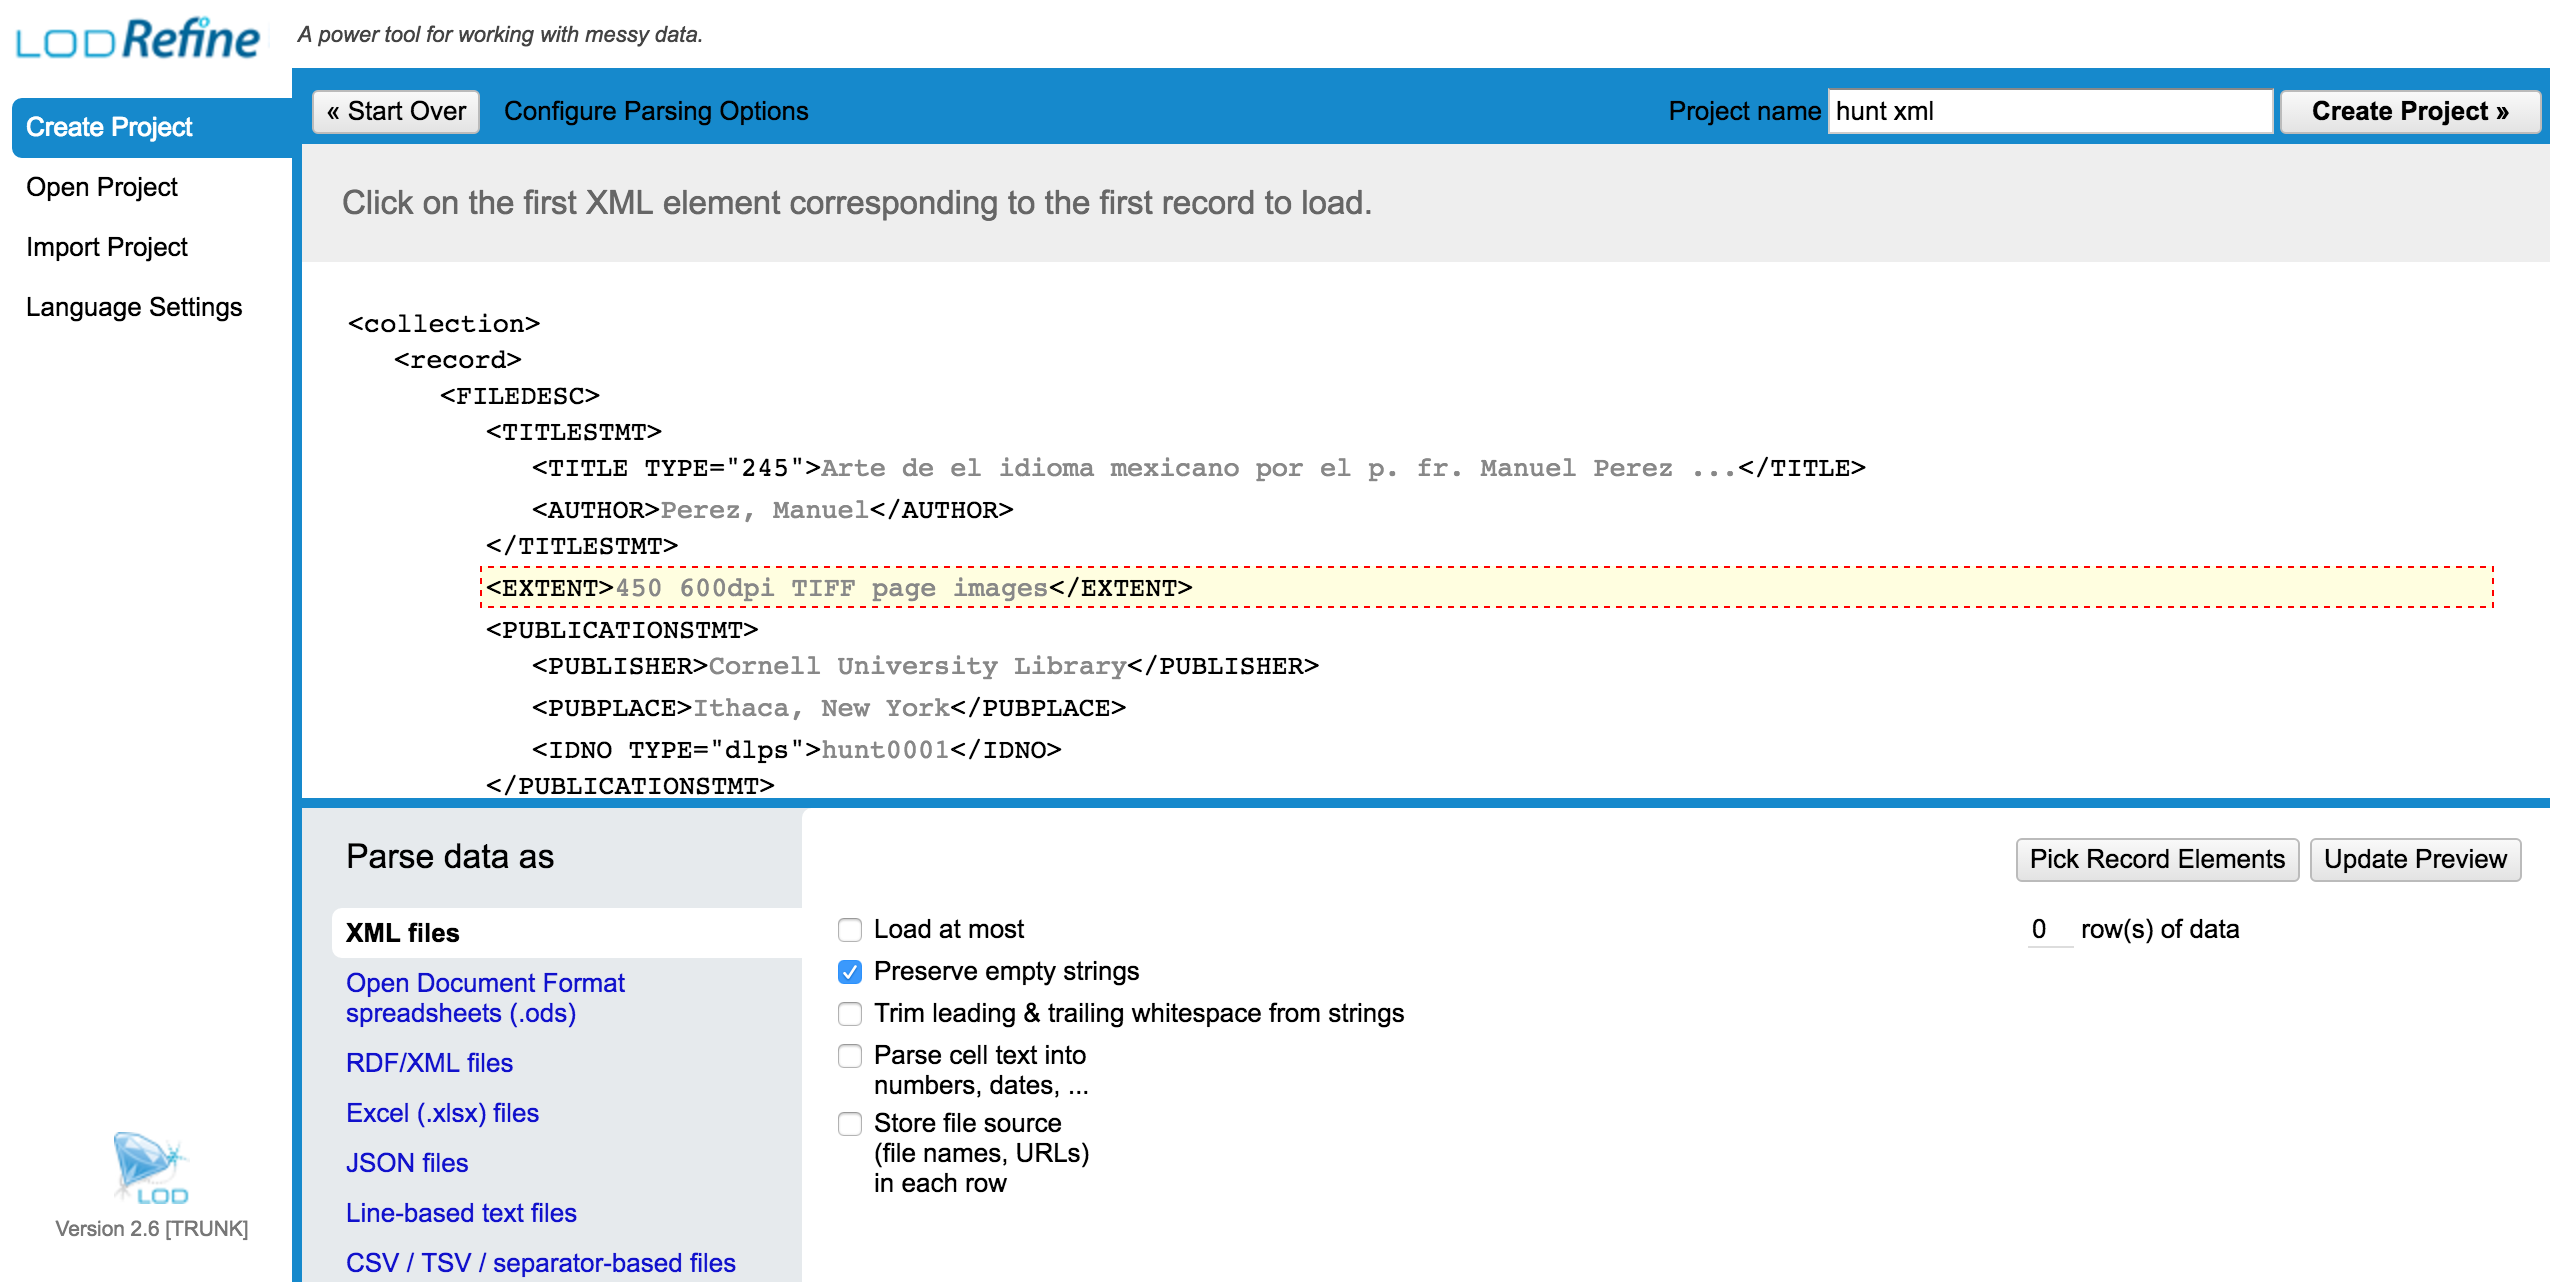 LOD Refine
A power tool for working with messy data.
Create Project
Open Project
Import Project
Language Settings
« Start Over
Configure Parsing Options
Project name
hunt xml
Create Project »
Click on the first XML element corresponding to the first record to load.
<collection>
<record>
<FILEDESC>
<TITLESTMT>
<TITLE TYPE="245">Arte de el idioma mexicano por el p. fr. Manuel Perez ...</TITLE>
<AUTHOR>Perez, Manuel</AUTHOR>
</TITLESTMT>
<EXTENT>450 600dpi TIFF page images</EXTENT>
<PUBLICATIONSTMT>
<PUBLISHER>Cornell University Library</PUBLISHER>
<PUBPLACE>Ithaca, New York</PUBPLACE>
<IDNO TYPE="dlps">hunt0001</IDNO>
</PUBLICATIONSTMT>
Parse data as
XML files
Open Document Format
spreadsheets (.ods)
RDF/XML files
Excel (.xlsx) files
JSON files
Line-based text files
CSV / TSV / separator-based files
Pick Record Elements
Update Preview
Load at most
0 row(s) of data
Preserve empty strings
Trim leading & trailing whitespace from strings
Parse cell text into
numbers, dates, ...
Store file source
(file names, URLs)
in each row
LOD
Version 2.6 [TRUNK]